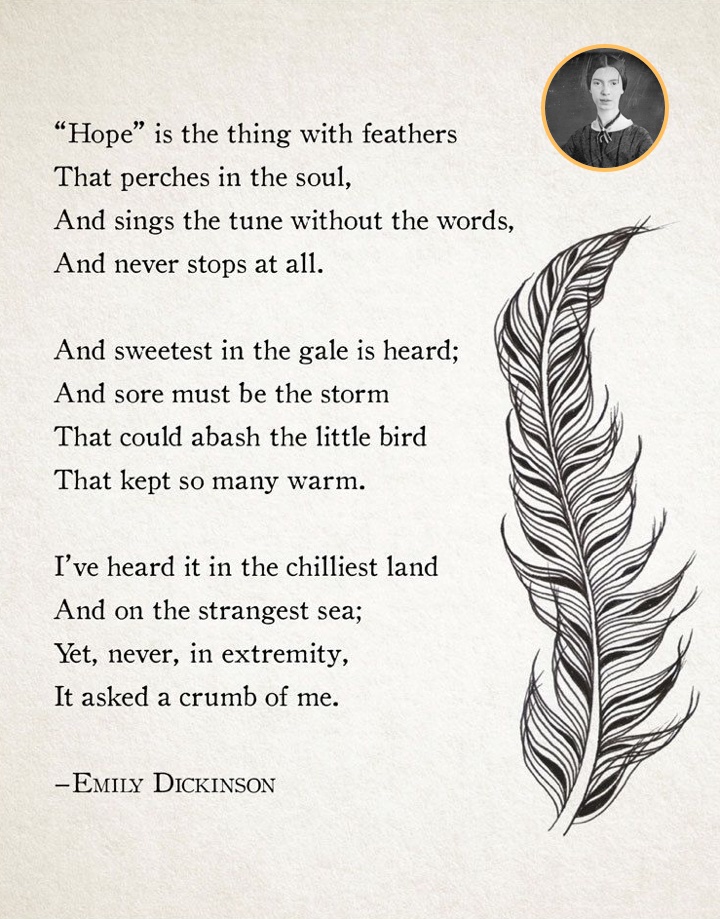 “Hope” is the thing with feathers
That perches in the soul,
And sings the tune without the words,
And never stops at all.
And sweetest in the gale is heard;
And sore must be the storm
That could abash the little bird
That kept so many warm.
I’ve heard it in the chilliest land
And on the strangest sea;
Yet, never, in extremity,
It asked a crumb of me.
–Emily Dickinson